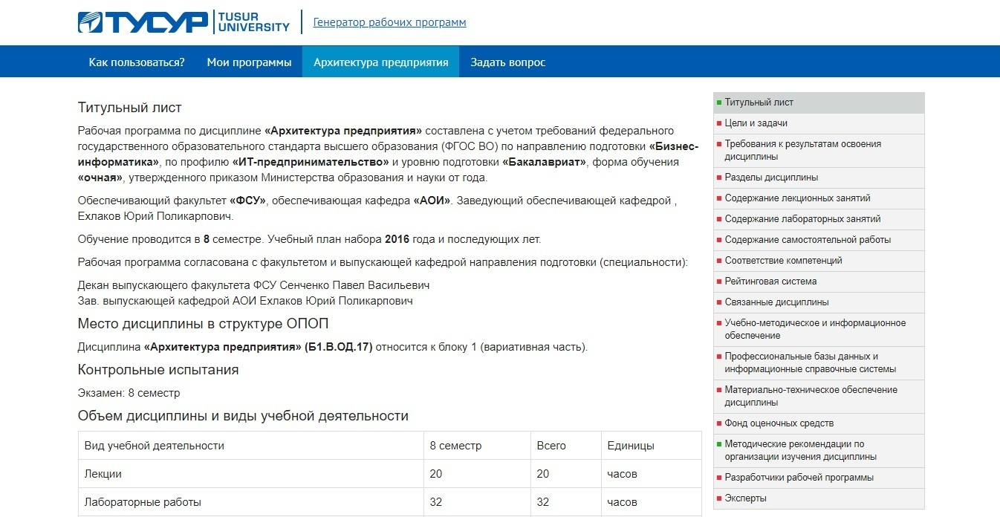 ТУСУР
TUSUR
UNIVERSITY
Генератор рабочих программ
Как пользоваться?
Мои программы
Архитектура предприятия
Задать вопрос
Титульный лист
Рабочая программа по дисциплине «Архитектура предприятия» составлена с учетом требований федерального
государственного образовательного стандарта высшего образования (ФГОС ВО) по направлению подготовки «Бизнес-
информатика», по профилю «ИТ-предпринимательство» и уровню подготовки «Бакалавриат», форма обучения
«очная», утвержденного приказом Министерства образования и науки от года.
Обеспечивающий факультет «ФСУ», обеспечивающая кафедра «АОИ». Заведующий обеспечивающей кафедрой ,
Ехлаков Юрий Поликарпович.
Обучение проводится в 8 семестре. Учебный план набора 2016 года и последующих лет.
Рабочая программа согласована с факультетом и выпускающей кафедрой направления подготовки (специальности):
Декан выпускающего факультета ФСУ Сенченко Павел Васильевич
Зав. выпускающей кафедрой АОИ Ехлаков Юрий Поликарпович
Место дисциплины в структуре ОПОП
Дисциплина «Архитектура предприятия» (Б1.В.ОД.17) относится к блоку 1 (вариативная часть).
Контрольные испытания
Экзамен: 8 семестр
Объем дисциплины и виды учебной деятельности
Вид учебной деятельности 8 семестр Всего Единицы
Лекции 20 20 часов
Лабораторные работы 32 32 часов
Титульный лист
Цели и задачи
Требования к результатам освоения
дисциплины
Разделы дисциплины
Содержание лекционных занятий
Содержание лабораторных занятий
Содержание самостоятельной работы
Соответствие компетенций
Рейтинговая система
Связанные дисциплины
Учебно-методическое и информационное
обеспечение
Профессиональные базы данных и
информационные справочные системы
Материально-техническое обеспечение
дисциплины
Фонд оценочных средств
Методические рекомендации по
организации изучения дисциплины
Разработчики рабочей программы
Эксперты